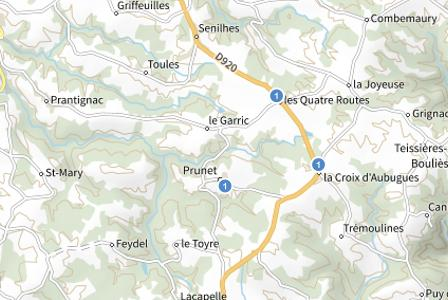 Griffeuilles
Combemaury
Senilhes
D920
Toules
la Joyeuse
Prantignac
1
les Quatre Routes
le Garric
Grignac
Teissières-
Bouliès
Prunet
1
St-Mary
la Croix d'Aubugues
1
Can
Trémoulines
Feydel
le Toyre
Lacapelle
Puy